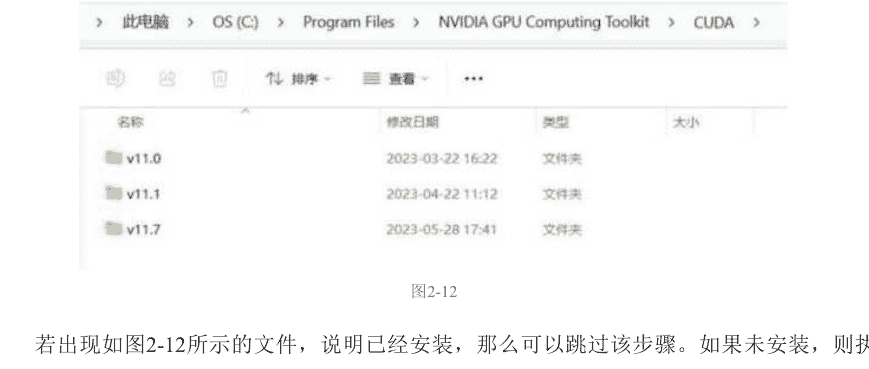 > 此电脑 > OS (C:) > Program Files > NVIDIA GPU Computing Toolkit > CUDA >
排序 查看 ...
名称 修改日期 类型 大小
v11.0 2023-03-22 16:22 文件夹
v11.1 2023-04-22 11:12 文件夹
v11.7 2023-05-28 17:41 文件夹
图2-12
若出现如图2-12所示的文件，说明已经安装，那么可以跳过该步骤。如果未安装，则执